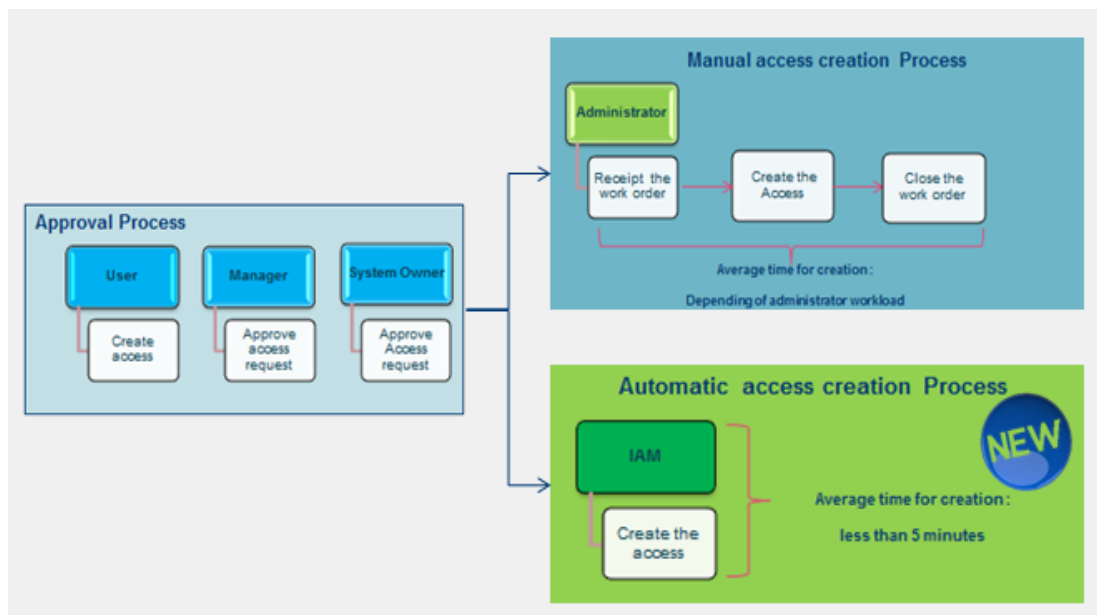 Manual access creation Process
Administrator
Receipt the
work order
Create the
Access
Close the
work order
Average time for creation :
Depending of administrator workload
Approval Process
User
Manager
System Owner
Create
access
Approve
access
request
Approve
Access
request
Automatic access creation Process
NEW
IAM
Create the
access
Average time for creation :
less than 5 minutes